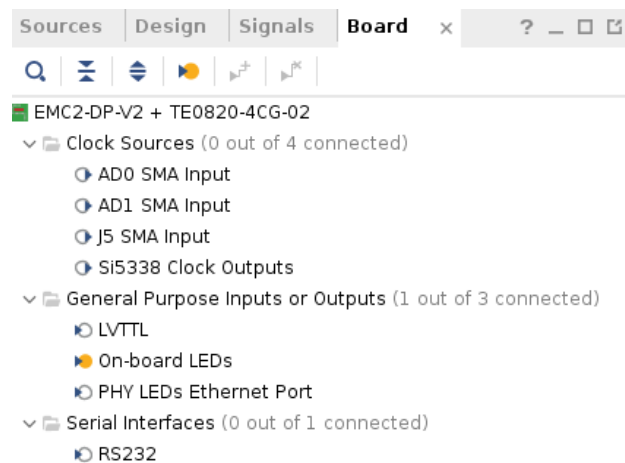 Sources Design Signals Board × ?
EMC2-DP-V2 + TE0820-4CG-02
Clock Sources (0 out of 4 connected)
AD0 SMA Input
AD1 SMA Input
J5 SMA Input
Si5338 Clock Outputs
General Purpose Inputs or Outputs (1 out of 3 connected)
LVTTL
On-board LEDs
PHY LEDs Ethernet Port
Serial Interfaces (0 out of 1 connected)
RS232